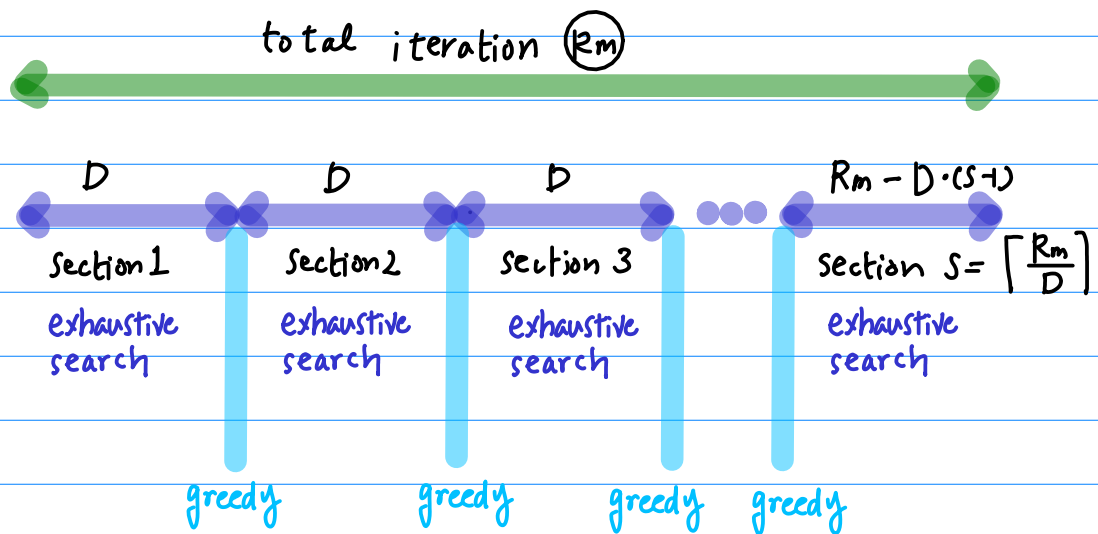 total iteration Rm
D D D Rm - D·(S-1)
section 1 section 2 section 3 section S = ⌈Rm/D⌉
exhaustive search exhaustive search exhaustive search exhaustive search
greedy greedy greedy greedy